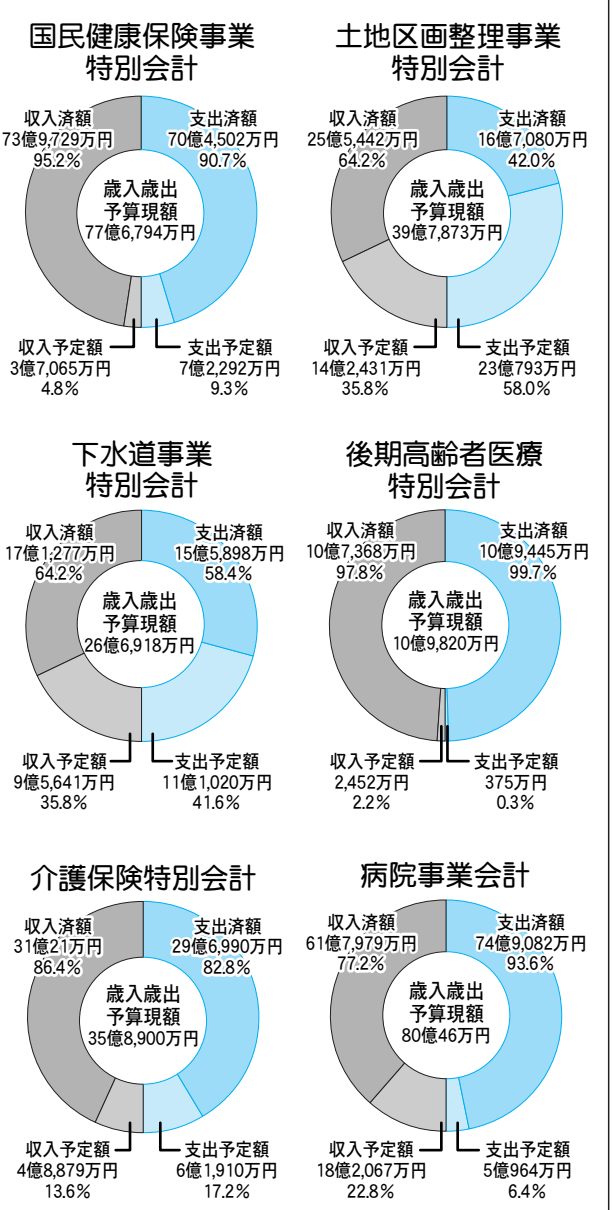 国民健康保険事業
特別会計
収入済額
73億9,729万円
95.2%
支出済額
70億4,502万円
90.7%
歳入歳出
予算現額
77億6,794万円
収入予定額
3億7,065万円
4.8%
支出予定額
7億2,292万円
9.3%
土地区画整理事業
特別会計
収入済額
25億5,442万円
64.2%
支出済額
16億7,080万円
42.0%
歳入歳出
予算現額
39億7,873万円
収入予定額
14億2,431万円
35.8%
支出予定額
23億793万円
58.0%
下水道事業
特別会計
収入済額
17億1,277万円
64.2%
支出済額
15億5,898万円
58.4%
歳入歳出
予算現額
26億6,918万円
収入予定額
9億5,641万円
35.8%
支出予定額
11億1,020万円
41.6%
後期高齢者医療
特別会計
収入済額
10億7,368万円
97.8%
支出済額
10億9,445万円
99.7%
歳入歳出
予算現額
10億9,820万円
収入予定額
2,452万円
2.2%
支出予定額
375万円
0.3%
介護保険特別会計
収入済額
31億21万円
86.4%
支出済額
29億6,990万円
82.8%
歳入歳出
予算現額
35億8,900万円
収入予定額
4億8,879万円
13.6%
支出予定額
6億1,910万円
17.2%
病院事業会計
収入済額
61億7,979万円
77.2%
支出済額
74億9,082万円
93.6%
歳入歳出
予算現額
80億46万円
収入予定額
18億2,067万円
22.8%
支出予定額
5億964万円
6.4%